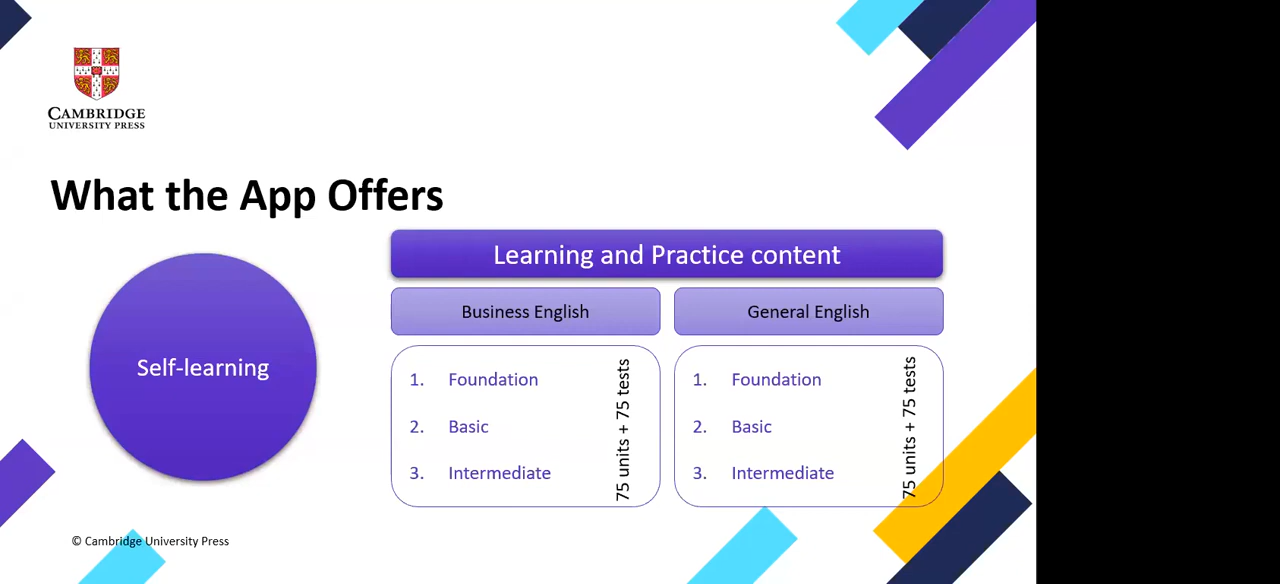 CAMBRIDGE
UNIVERSITY PRESS
What the App Offers
Self-learning
Learning and Practice content
Business English
1. Foundation
2. Basic
3. Intermediate
75 units + 75 tests
General English
1. Foundation
2. Basic
3. Intermediate
75 units + 75 tests
© Cambridge University Press